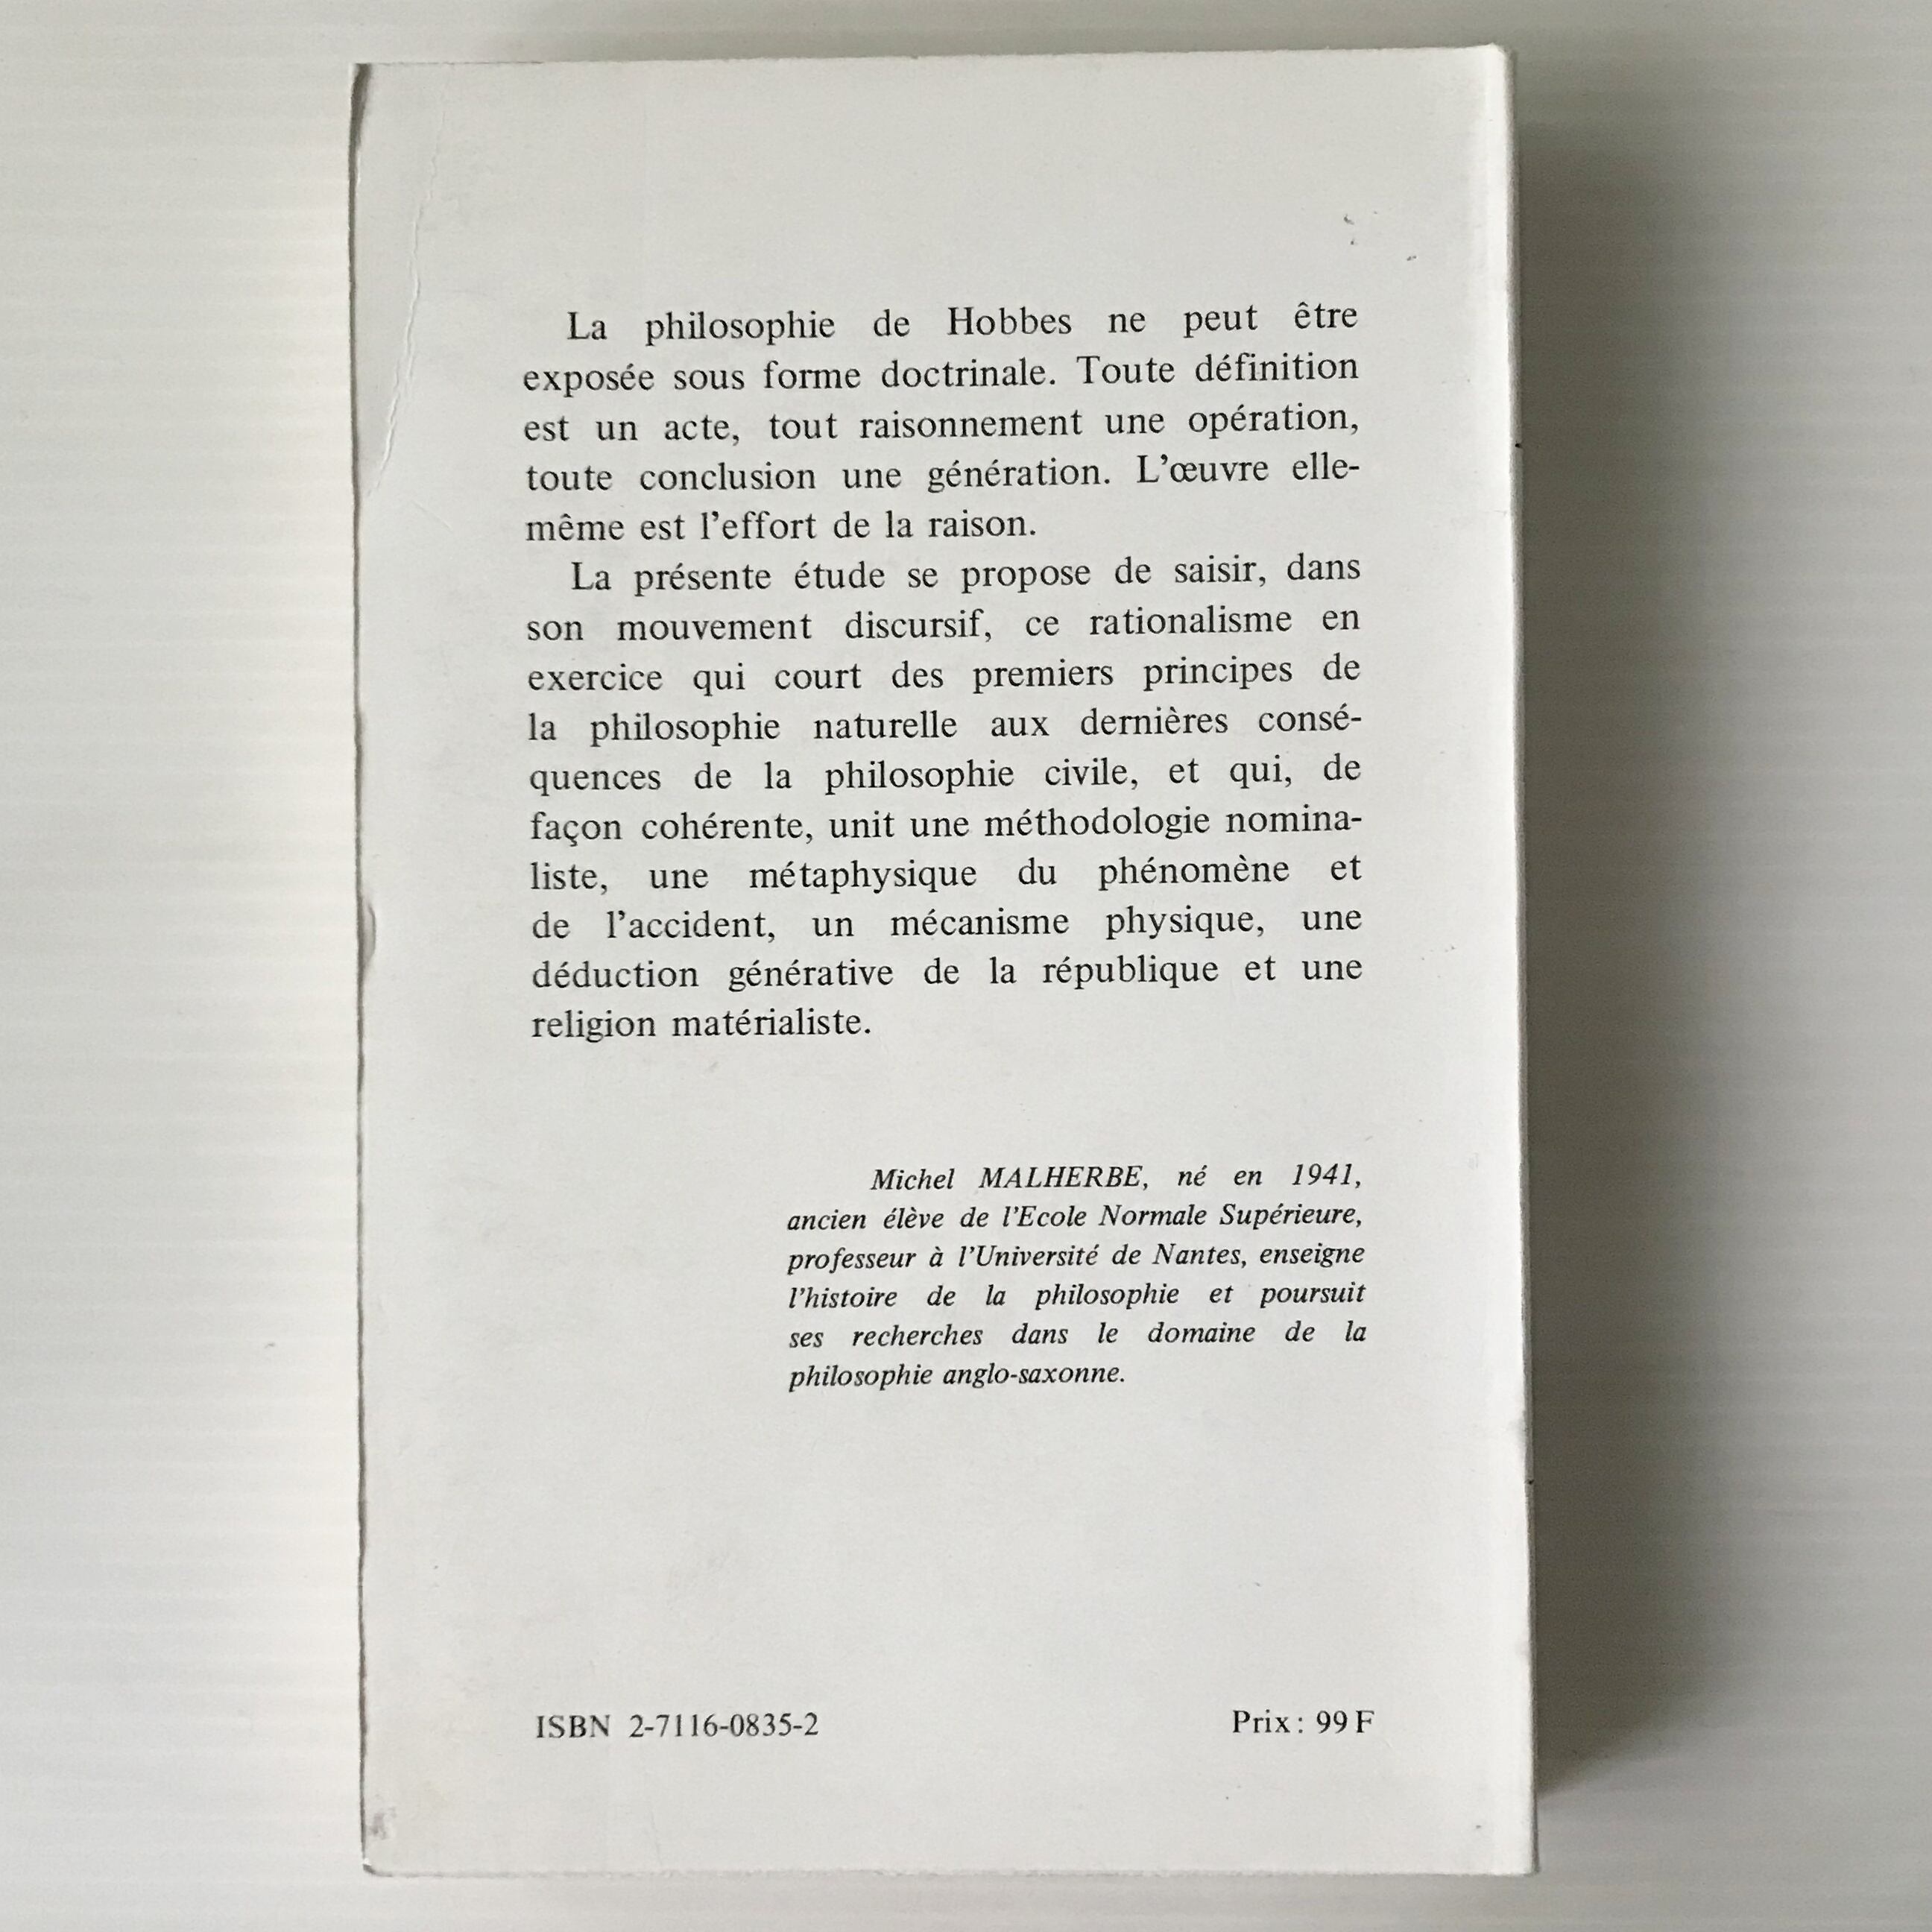 La philosophie de Hobbes ne peut être
exposée sous forme doctrinale. Toute définition
est un acte, tout raisonnement une opération,
toute conclusion une génération. L’œuvre elle-
même est l’effort de la raison.
La présente étude se propose de saisir, dans
son mouvement discursif, ce rationalisme en
exercice qui court des premiers principes de
la philosophie naturelle aux dernières consé-
quences de la philosophie civile, et qui, de
façon cohérente, unit une méthodologie nomina-
liste, une métaphysique du phénomène et
de l’accident, un mécanisme physique, une
déduction générative de la république et une
religion matérialiste.
Michel MALHERBE, né en 1941,
ancien élève de l’Ecole Normale Supérieure,
professeur à l’Université de Nantes, enseigne
l’histoire de la philosophie et poursuit
ses recherches dans le domaine de la
philosophie anglo-saxonne.
ISBN 2-7116-0835-2 Prix : 99 F